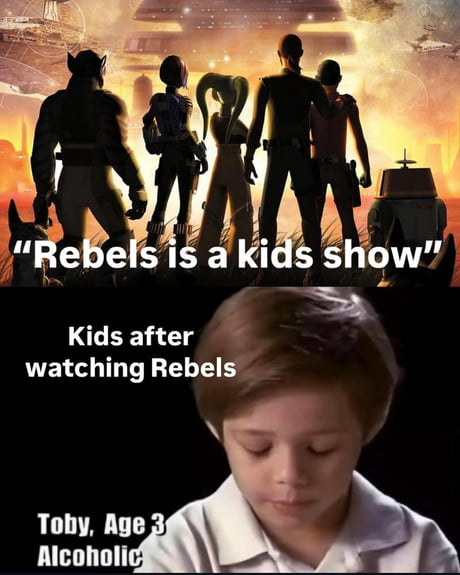 “Rebels is a kids show”
Kids after
watching Rebels
Toby, Age 3
Alcoholic